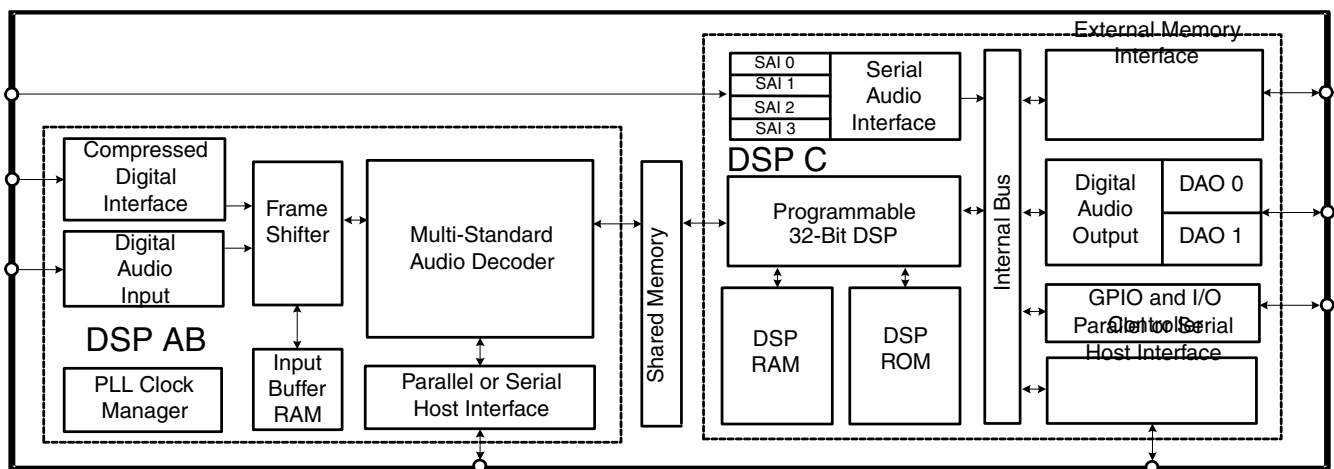 Compressed
Digital
Interface
Digital
Audio
Input
DSP AB
PLL Clock
Manager
Frame
Shifter
Input
Buffer
RAM
Multi-Standard
Audio Decoder
Parallel or Serial
Host Interface
Shared Memory
SAI 0
SAI 1
SAI 2
SAI 3
Serial
Audio
Interface
DSP C
Programmable
32-Bit DSP
DSP
RAM
DSP
ROM
Internal Bus
External Memory
Interface
Digital
Audio
Output
DAO 0
DAO 1
GPIO and I/O
Controller
Parallel or Serial
Host Interface